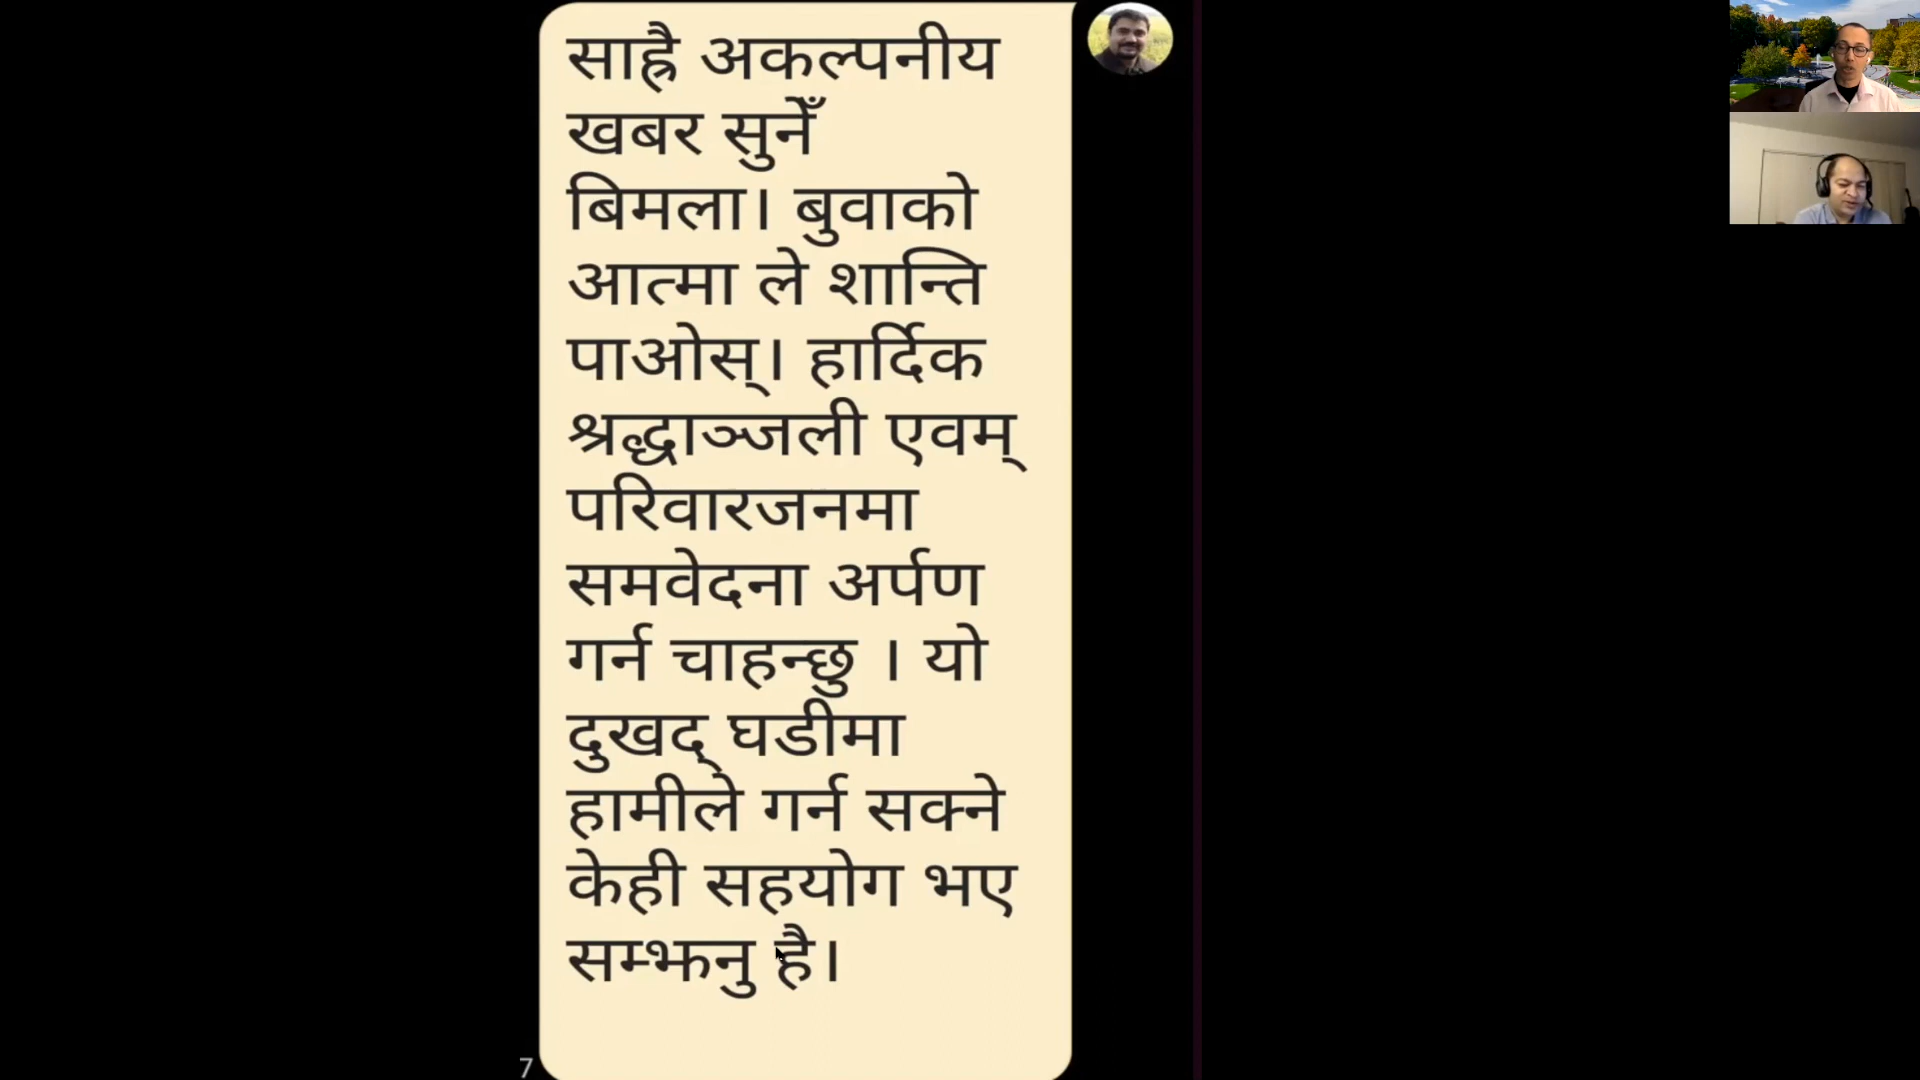 साह्रै अकल्पनीय
खबर सुनेँ
बिमला। बुवाको
आत्मा ले शान्ति
पाओस्। हार्दिक
श्रद्धाञ्जली एवम्
परिवारजनमा
समवेदना अर्पण
गर्न चाहन्छु । यो
दुखद् घडीमा
हामीले गर्न सक्ने
केही सहयोग भए
सम्झनु है।
7